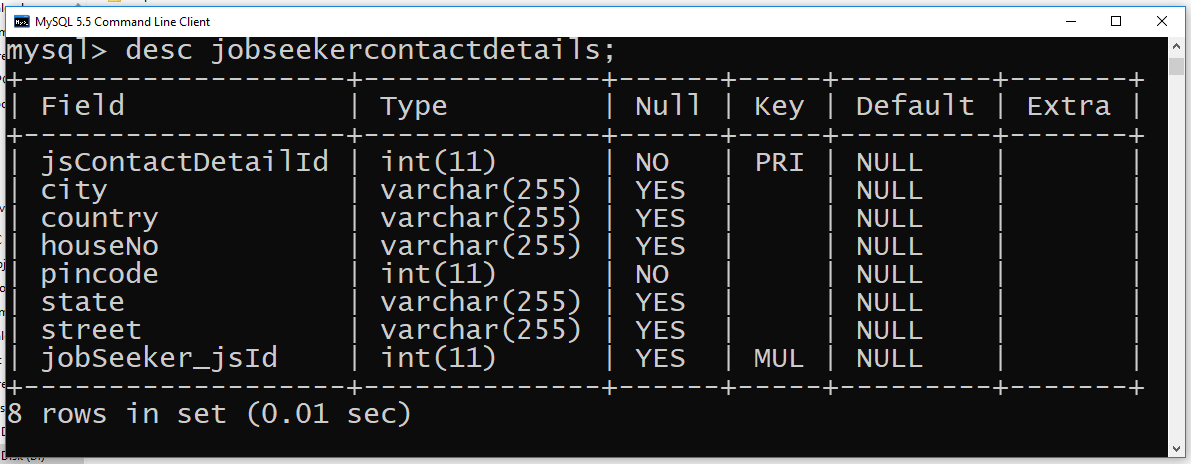 MySQL 5.5 Command Line Client
mysql> desc jobseekercontactdetails;
+--------------------+--------------+------+-----+---------+-------+
| Field              | Type         | Null | Key | Default | Extra |
+--------------------+--------------+------+-----+---------+-------+
| jsContactDetailId | int(11)      | NO   | PRI | NULL    |       |
| city               | varchar(255) | YES  |     | NULL    |       |
| country            | varchar(255) | YES  |     | NULL    |       |
| houseNo            | varchar(255) | YES  |     | NULL    |       |
| pincode            | int(11)      | NO   |     | NULL    |       |
| state              | varchar(255) | YES  |     | NULL    |       |
| street             | varchar(255) | YES  |     | NULL    |       |
| jobSeeker_jsId     | int(11)      | YES  | MUL | NULL    |       |
+--------------------+--------------+------+-----+---------+-------+
8 rows in set (0.01 sec)